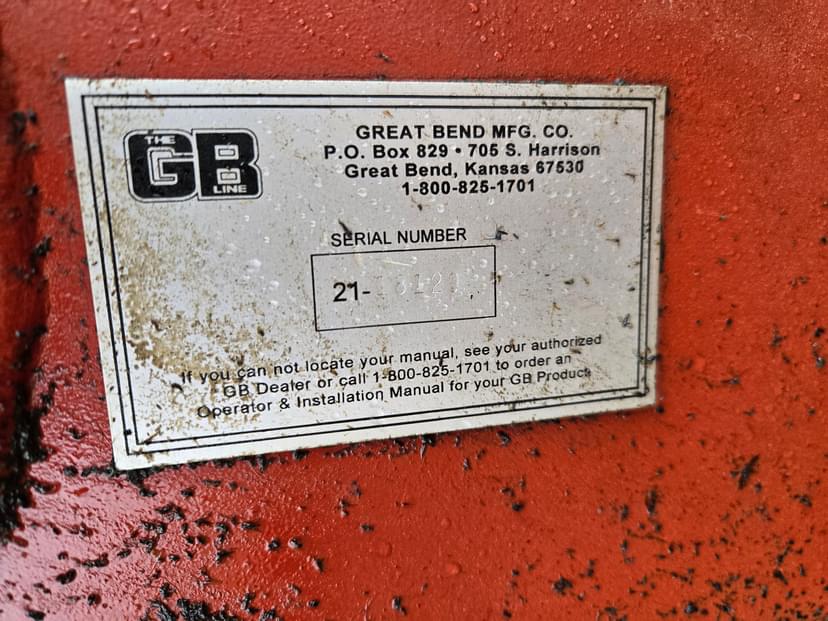 THE
GB
LINE
GREAT BEND MFG. CO.
P.O. Box 829 • 705 S. Harrison
Great Bend, Kansas 67530
1-800-825-1701
SERIAL NUMBER
21-
If you can not locate your manual, see your authorized
GB Dealer or call 1-800-825-1701 to order an
Operator & Installation Manual for your GB Product.